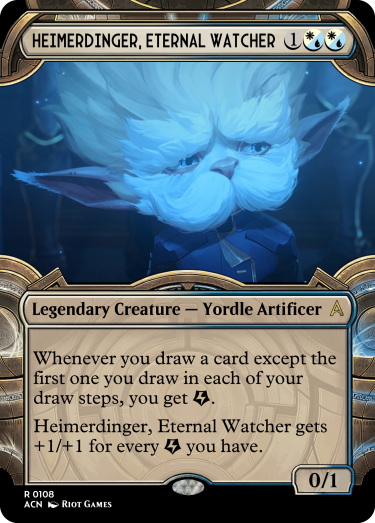 HEIMERDINGER, ETERNAL WATCHER 1
Legendary Creature — Yordle Artificer
Whenever you draw a card except the
first one you draw in each of your
draw steps, you get .
Heimerdinger, Eternal Watcher gets
+1/+1 for every you have.
0/1
R 0108
ACN RIOT GAMES